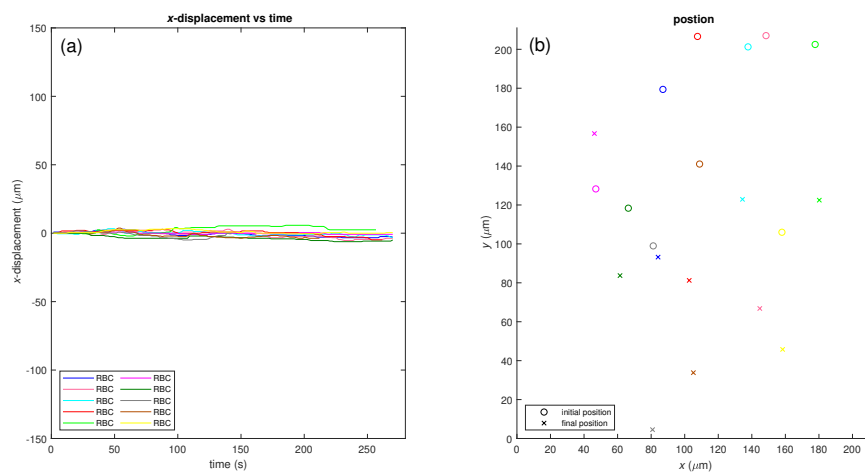 x-displacement vs time
(a)
150
100
50
0
-50
-100
-150
x-displacement (μm)
RBC RBC
RBC RBC
RBC RBC
RBC RBC
RBC RBC
0 50 100 150 200 250
time (s)
postion
(b)
200
180
160
140
120
100
80
60
40
20
0
y (μm)
initial position
final position
0 20 40 60 80 100 120 140 160 180 200
x (μm)